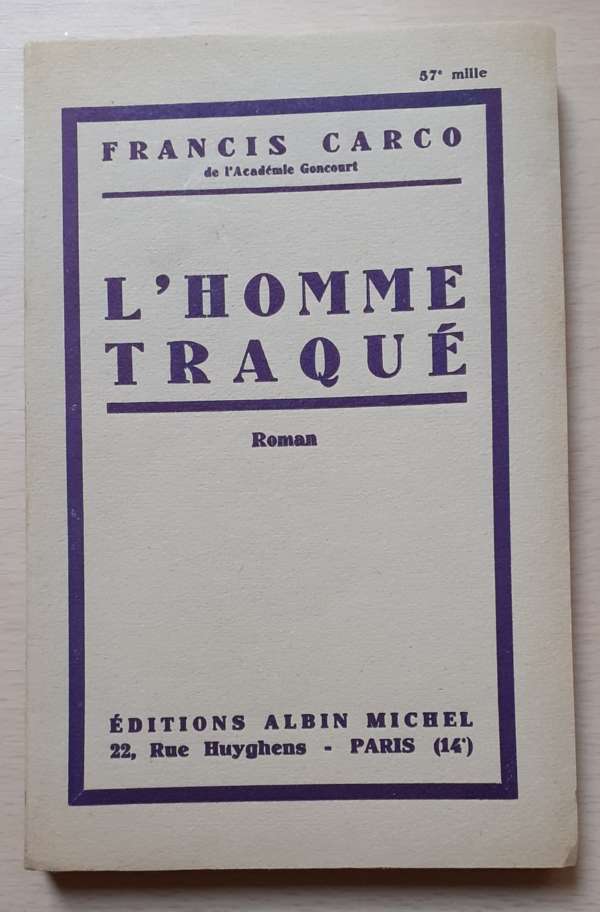 57ᵉ mille
FRANCIS CARCO
de l'Académie Goncourt
L'HOMME
TRAQUÉ
Roman
ÉDITIONS ALBIN MICHEL
22, Rue Huyghens - PARIS (14ᵉ)